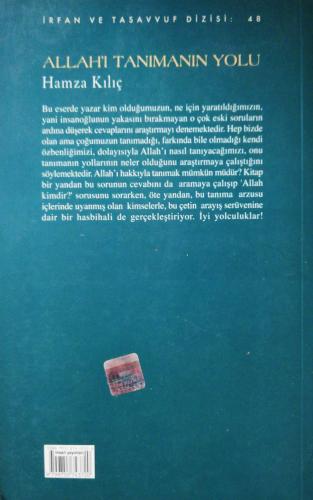 İRFAN VE TASAVVUF DİZİSİ: 48
ALLAH'I TANIMANIN YOLU
Hamza Kılıç
Bu eserde yazar kim olduğumuzun, ne için yaratıldığımızın,
yani insanoğlunun yakasını bırakmayan o çok eski soruların
ardına düşerek cevaplarını araştırmayı denemektedir. Hep bizde
olan ama çoğumuzun tanımadığı, farkında bile olmadığı kendi
özbenliğimizi, dolayısıyla Allah'ı nasıl tanıyacağımızı, onu
tanımanın yollarının neler olduğunu araştırmaya çalıştığını
söylemektedir. Allah'ı hakkıyla tanımak mümkün müdür? Kitap
bir yandan bu sorunun cevabını da aramaya çalışıp 'Allah
kimdir?' sorusunu sorarken, öte yandan, bu tanıma arzusu
içlerinde uyanmış olan kimselerle, bu çetin arayış serüvenine
dair bir hasbihali de gerçekleştiriyor. İyi yolculuklar!
insan yayınları